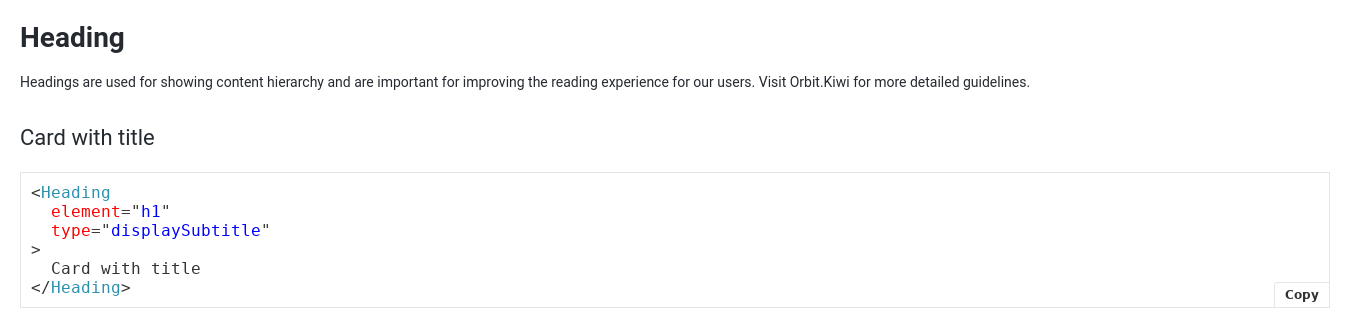 Heading
Headings are used for showing content hierarchy and are important for improving the reading experience for our users. Visit Orbit.Kiwi for more detailed guidelines.
Card with title
<Heading
  element="h1"
  type="displaySubtitle"
>
  Card with title
</Heading>
Copy